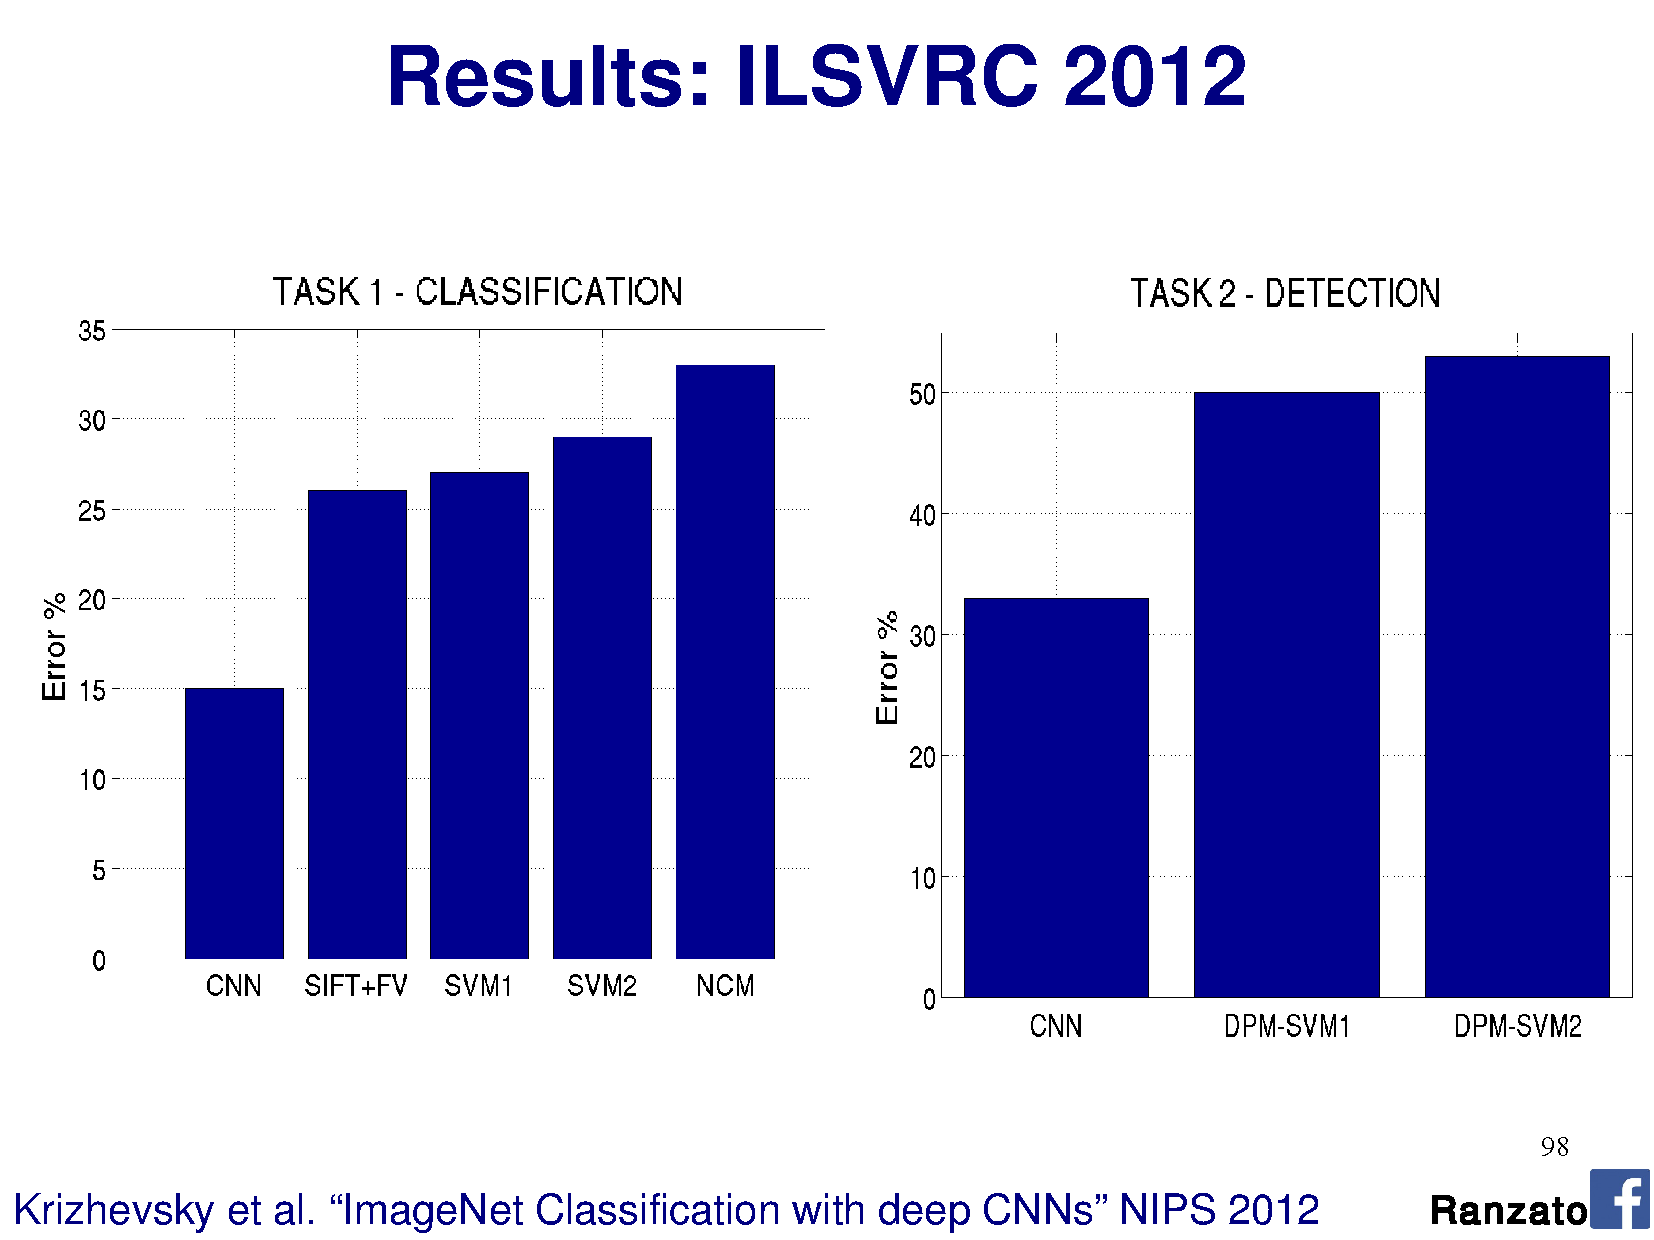 Results: ILSVRC 2012
TASK 1 - CLASSIFICATION
35
30
25
20
15
10
5
0
Error %
CNN SIFT+FV SVM1 SVM2 NCM
TASK 2 - DETECTION
50
40
30
20
10
0
Error %
CNN DPM-SVM1 DPM-SVM2
98
Krizhevsky et al. “ImageNet Classification with deep CNNs” NIPS 2012
Ranzato f